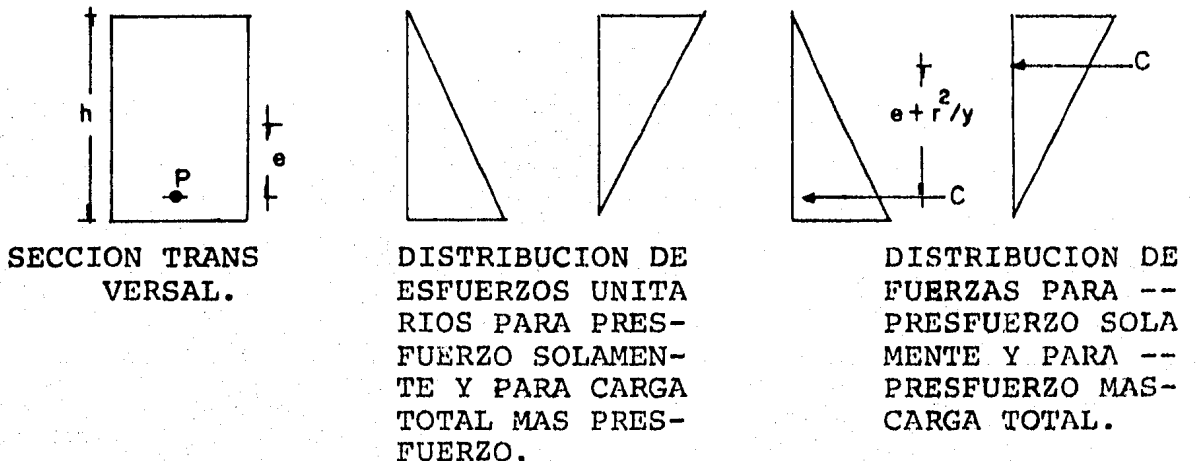 h
e
P
e + r²/y
C
C
SECCION TRANS
VERSAL.
DISTRIBUCION DE
ESFUERZOS UNITA
RIOS PARA PRES-
FUERZO SOLAMEN-
TE Y PARA CARGA
TOTAL MAS PRES-
FUERZO.
DISTRIBUCION DE
FUERZAS PARA --
PRESFUERZO SOLA
MENTE Y PARA --
PRESFUERZO MAS-
CARGA TOTAL.